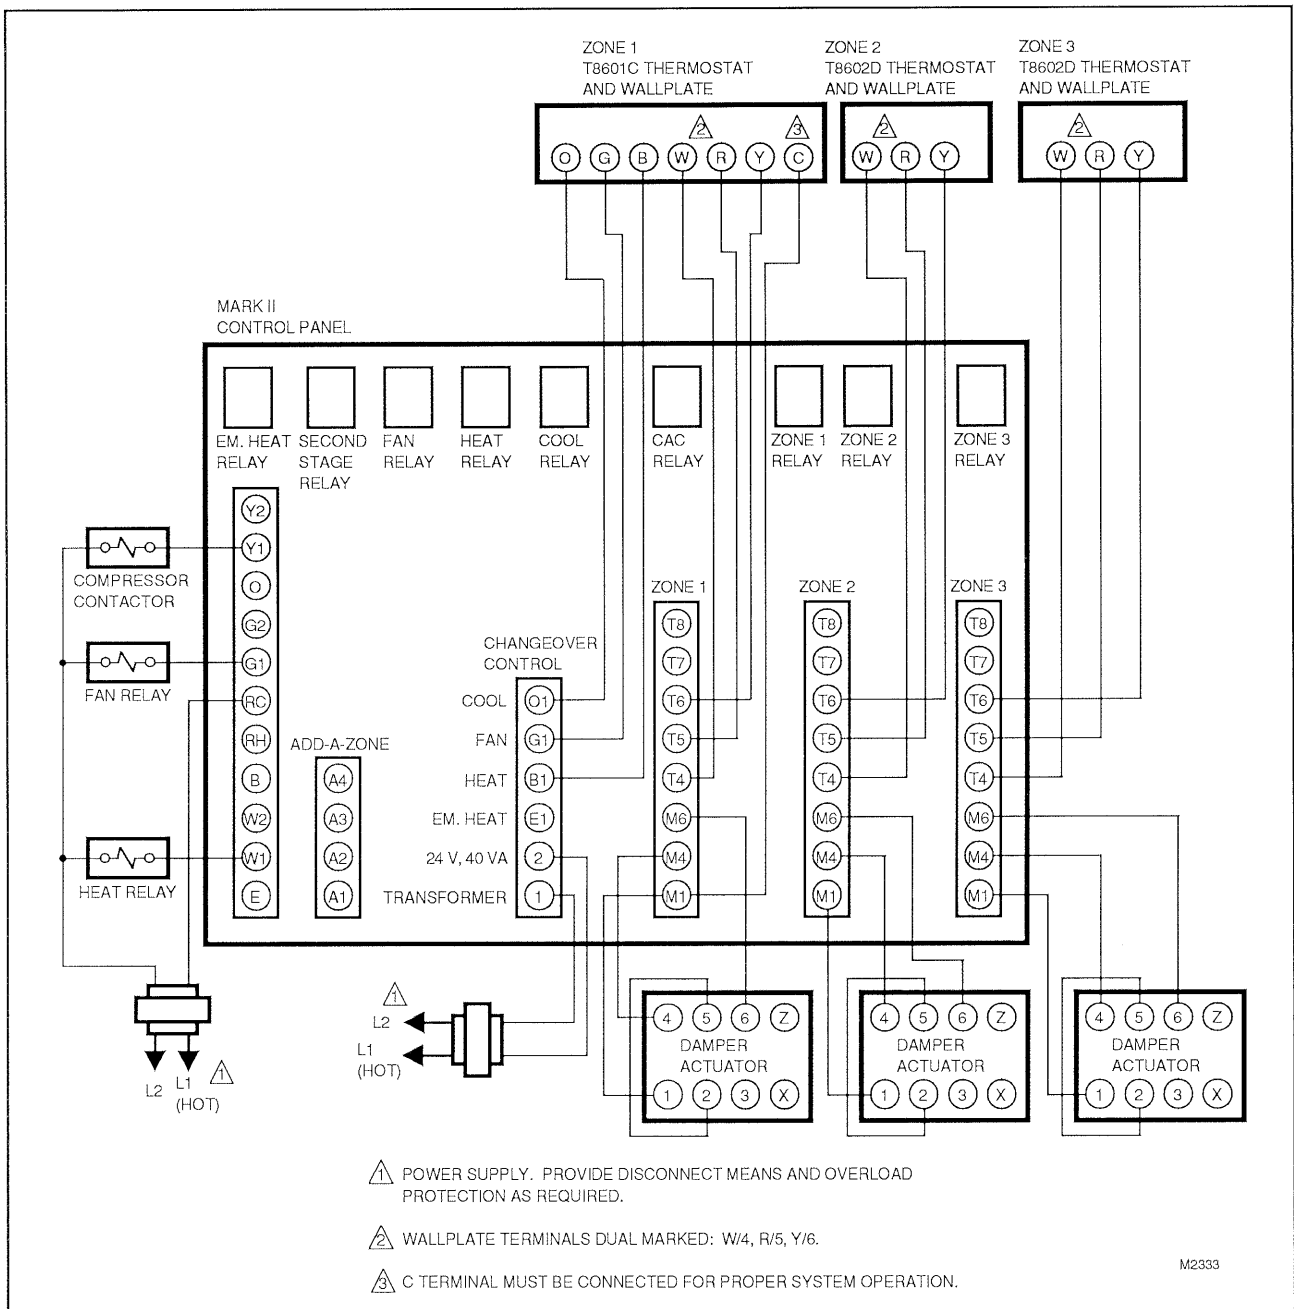 ZONE 1
T8601C THERMOSTAT
AND WALLPLATE
ZONE 2
T8602D THERMOSTAT
AND WALLPLATE
ZONE 3
T8602D THERMOSTAT
AND WALLPLATE
2 3
O G B W R Y C
2
W R Y
2
W R Y
MARK II
CONTROL PANEL
EM. HEAT
RELAY
SECOND
STAGE
RELAY
FAN
RELAY
HEAT
RELAY
COOL
RELAY
CAC
RELAY
ZONE 1
RELAY
ZONE 2
RELAY
ZONE 3
RELAY
Y2
Y1
O
G2
G1
RC
RH
B
W2
W1
E
COMPRESSOR
CONTACTOR
FAN RELAY
HEAT RELAY
ADD-A-ZONE
A4
A3
A2
A1
CHANGEOVER
CONTROL
COOL O1
FAN G1
HEAT B1
EM. HEAT E1
24 V, 40 VA 2
TRANSFORMER 1
ZONE 1
T8
T7
T6
T5
T4
M6
M4
M1
ZONE 2
T8
T7
T6
T5
T4
M6
M4
M1
ZONE 3
T8
T7
T6
T5
T4
M6
M4
M1
L2
L1
(HOT)
1
1
L2
L1
(HOT)
4 5 6 Z
DAMPER
ACTUATOR
1 2 3 X
4 5 6 Z
DAMPER
ACTUATOR
1 2 3 X
4 5 6 Z
DAMPER
ACTUATOR
1 2 3 X
1 POWER SUPPLY. PROVIDE DISCONNECT MEANS AND OVERLOAD
PROTECTION AS REQUIRED.
2 WALLPLATE TERMINALS DUAL MARKED: W/4, R/5, Y/6.
3 C TERMINAL MUST BE CONNECTED FOR PROPER SYSTEM OPERATION.
M2333